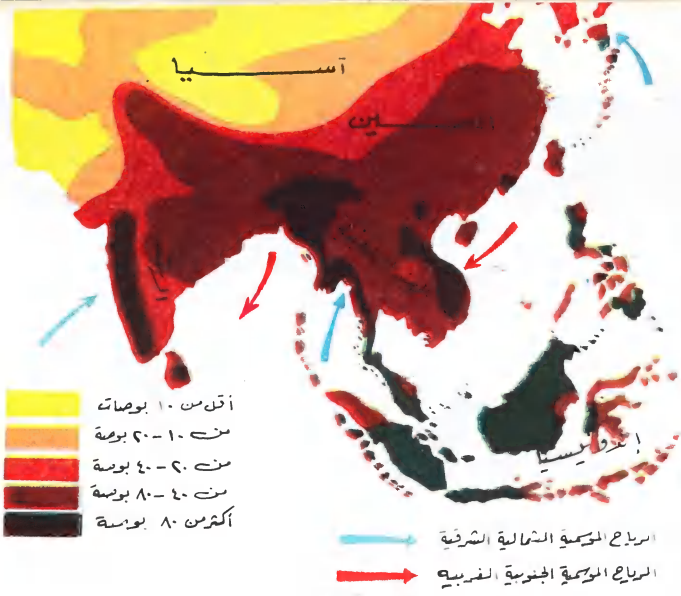 آسيا
الصين
إندونيسيا
أقل من ١٠ بوصات
من ١٠ - ٢٠ بوصة
من ٢٠ - ٤٠ بوصة
من ٤٠ - ٨٠ بوصة
أكثر من ٨٠ بوصة
الرياح الموسمية الشمالية الشرقية
الرياح الموسمية الجنوبية الغربيه